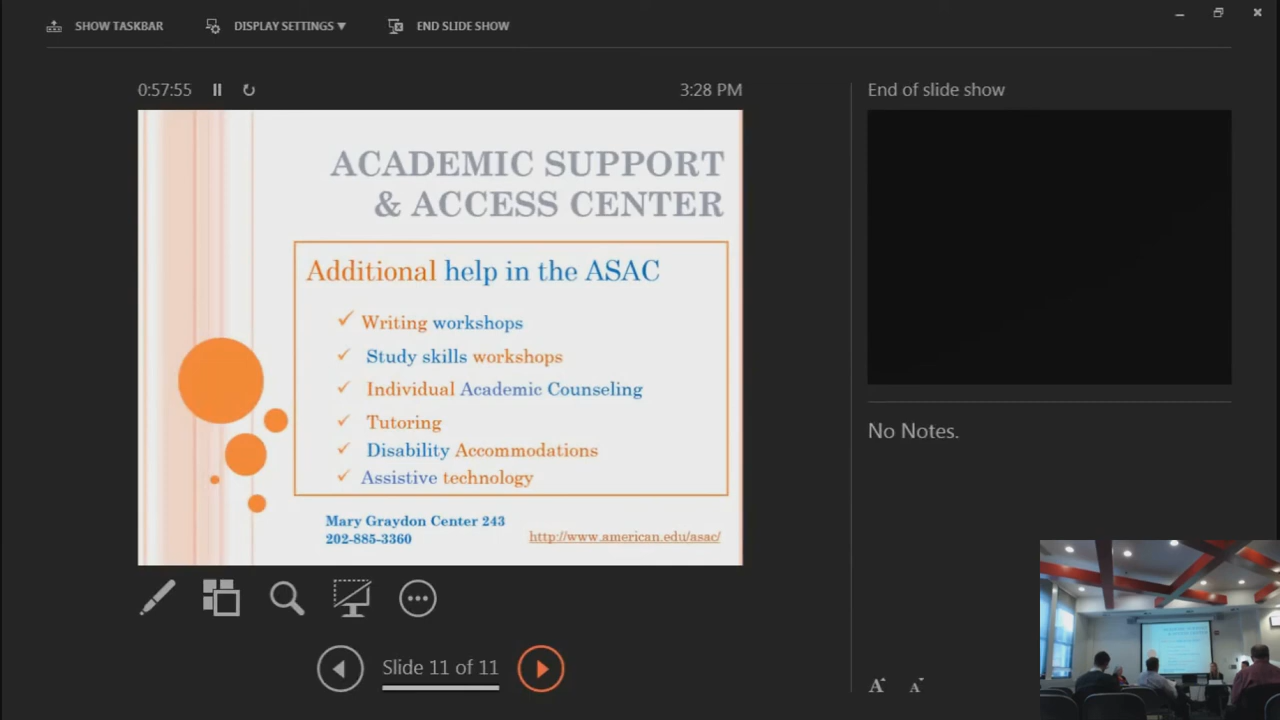 SHOW TASKBAR
DISPLAY SETTINGS ▼
END SLIDE SHOW
0:57:55
3:28 PM
End of slide show
ACADEMIC SUPPORT
& ACCESS CENTER
Additional help in the ASAC
✓ Writing workshops
✓ Study skills workshops
✓ Individual Academic Counseling
✓ Tutoring
✓ Disability Accommodations
✓ Assistive technology
Mary Graydon Center 243
202-885-3360
http://www.american.edu/asac/
No Notes.
Slide 11 of 11
A A